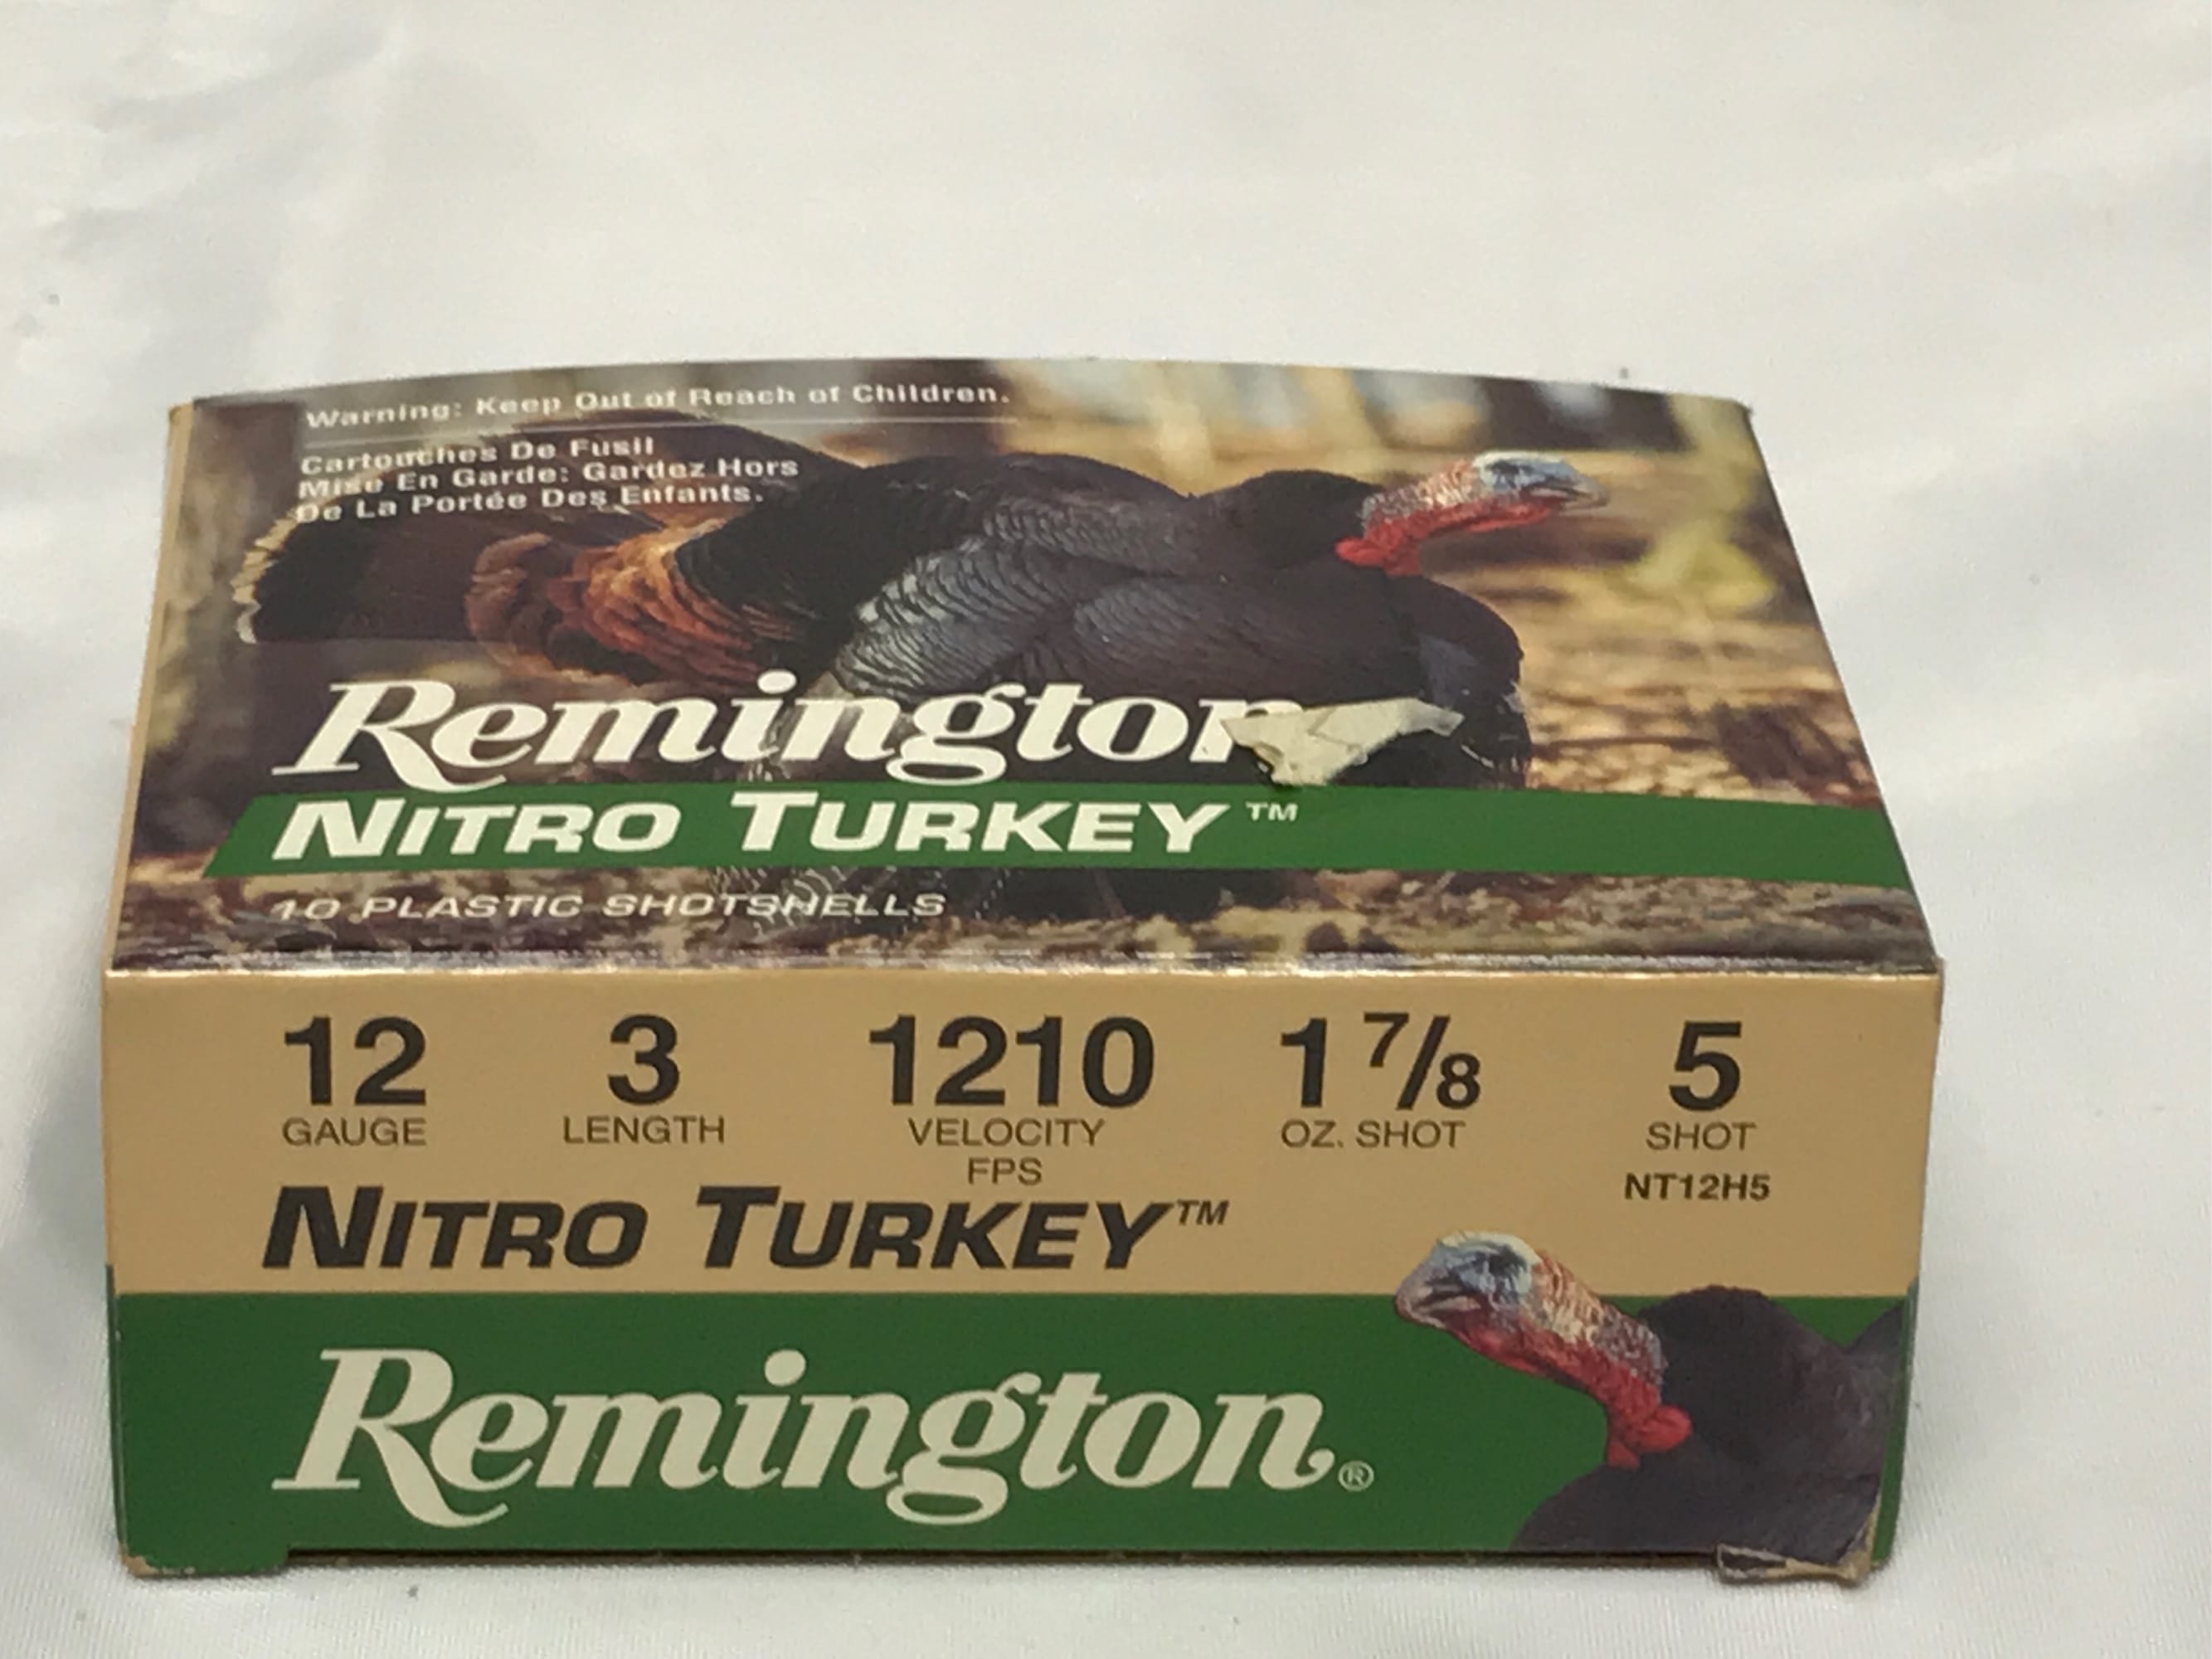 Warning: Keep Out of Reach of Children.
Cartouches De Fusil
Mise En Garde: Gardez Hors
De La Portée Des Enfants.
Remington
NITRO TURKEY™
10 PLASTIC SHOTSHELLS
12 3 1210 1 7/8 5
GAUGE LENGTH VELOCITY OZ. SHOT SHOT
FPS NT12H5
NITRO TURKEY™
Remington®